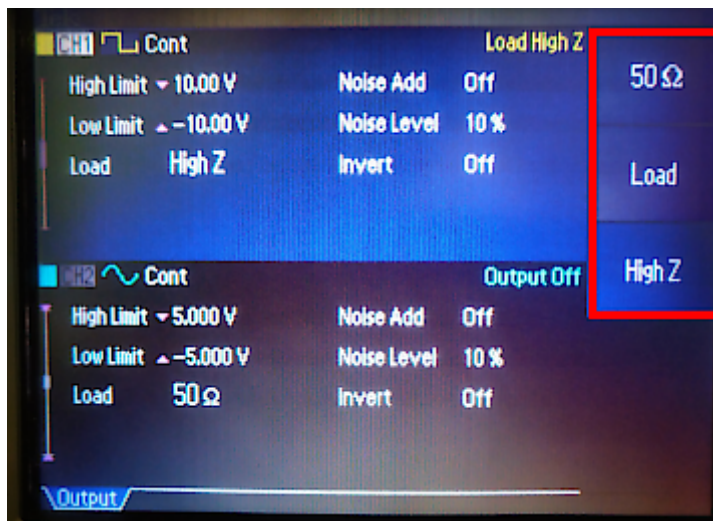 CH1 Cont Load High Z
High Limit 10.00 V Noise Add Off
Low Limit −10.00 V Noise Level 10 %
Load High Z Invert Off
CH2 Cont Output Off
High Limit 5.000 V Noise Add Off
Low Limit −5.000 V Noise Level 10 %
Load 50 Ω Invert Off
Output
50 Ω
Load
High Z